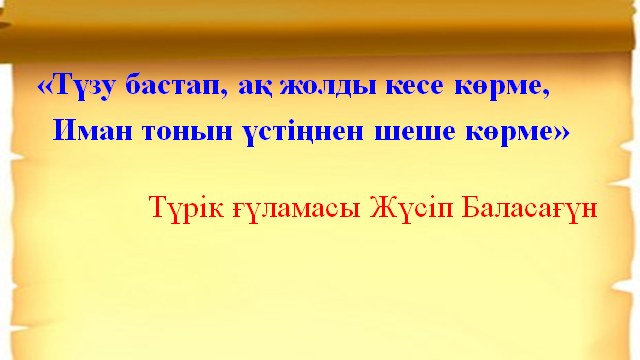 «Түзу бастап, ақ жолды кесе көрме,
Иман тонын үстіңнен шеше көрме»
Түрік ғұламасы Жүсіп Баласағұн